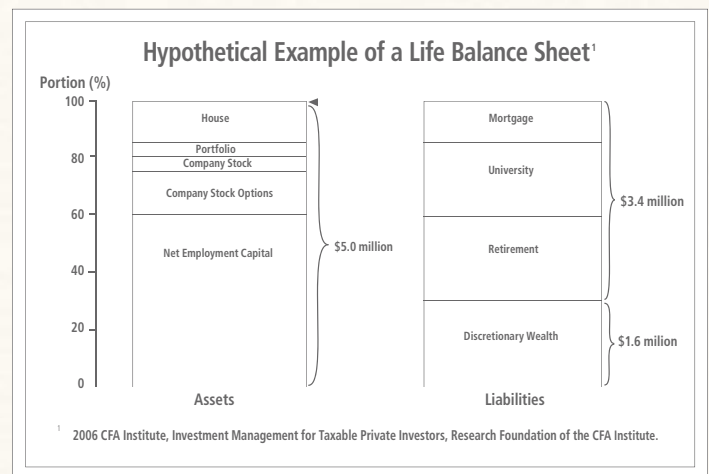 Hypothetical Example of a Life Balance Sheet¹
Portion (%)
100
80
60
40
20
0
House
Portfolio
Company Stock
Company Stock Options
Net Employment Capital
$5.0 million
Assets
Mortgage
University
Retirement
Discretionary Wealth
$3.4 million
$1.6 milion
Liabilities
¹ 2006 CFA Institute, Investment Management for Taxable Private Investors, Research Foundation of the CFA Institute.